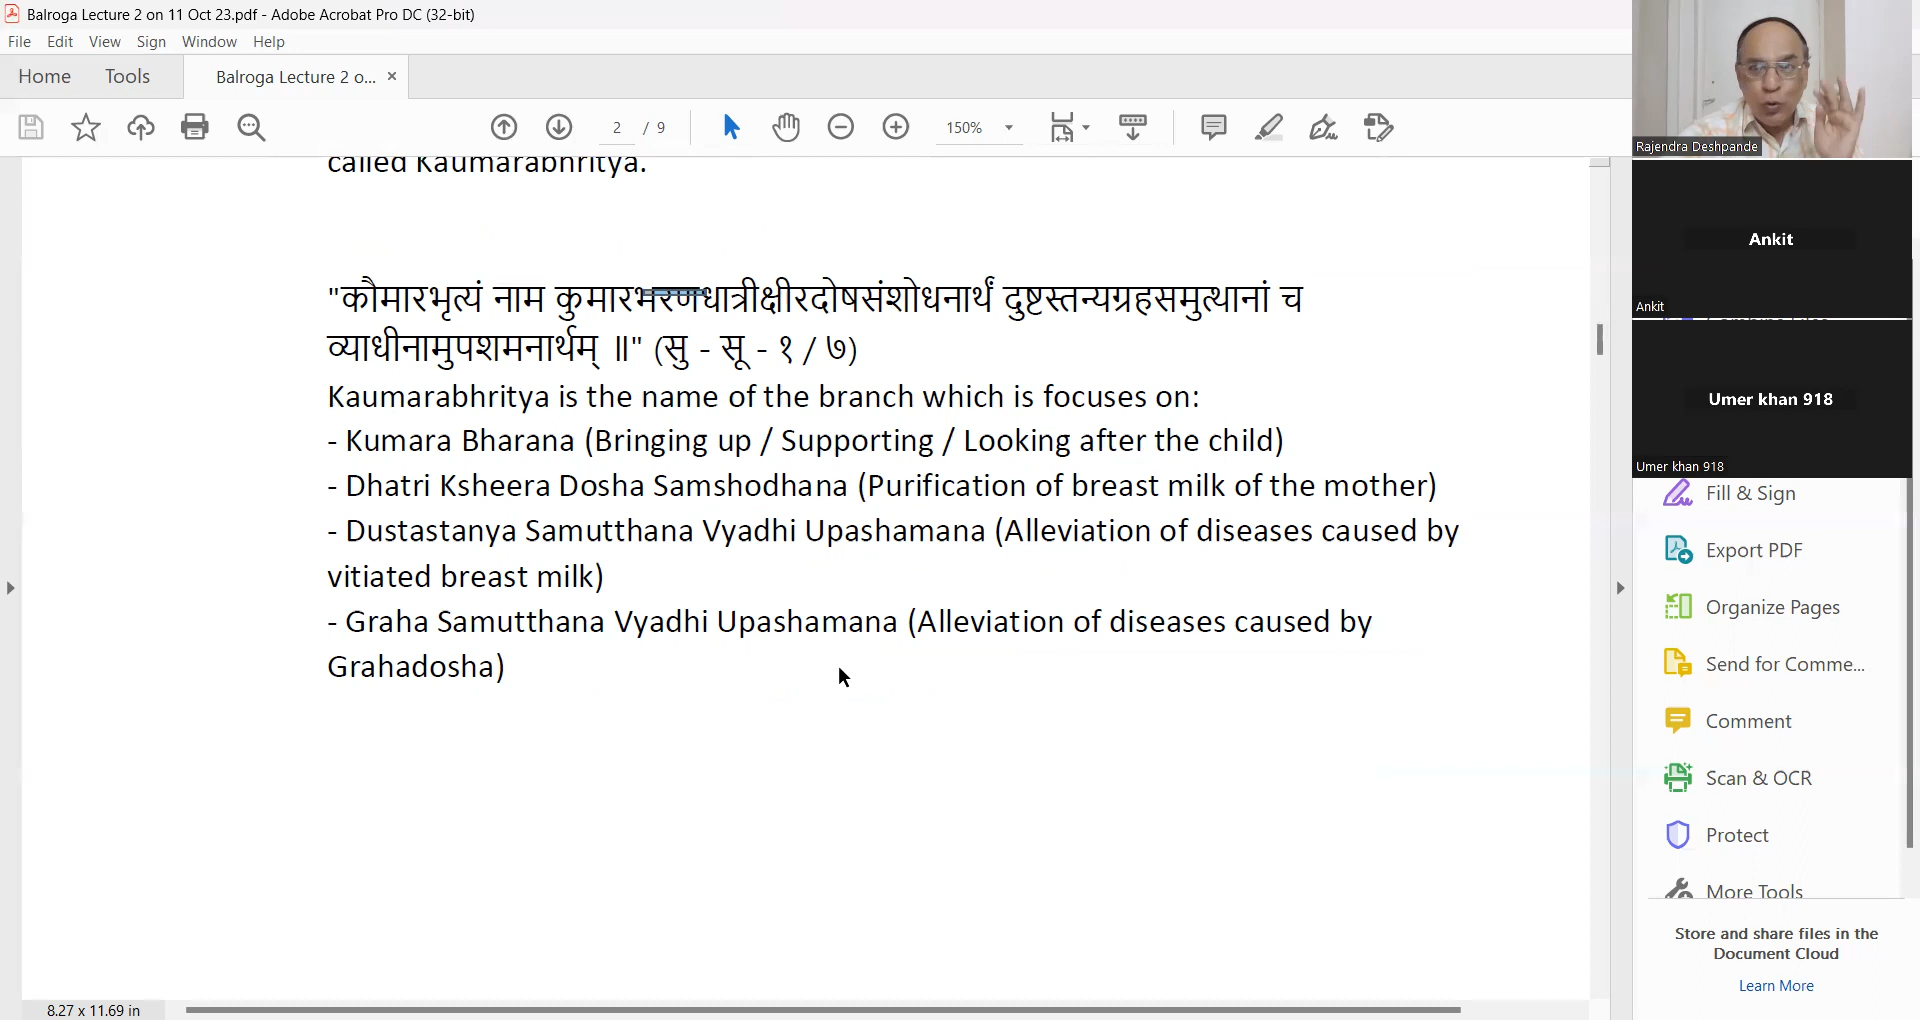 Balroga Lecture 2 on 11 Oct 23.pdf - Adobe Acrobat Pro DC (32-bit)
File Edit View Sign Window Help
Home Tools Balroga Lecture 2 o... ×
2 / 9 150%
called Kaumarabhritya.
"कौमारभृत्यं नाम कुमारभरणधात्रीक्षीरदोषसंशोधनार्थं दुष्टस्तन्यग्रहसमुत्थानां च
व्याधीनामुपशमनार्थम् ॥" (सु - सू - १ / ७)
Kaumarabhritya is the name of the branch which is focuses on:
- Kumara Bharana (Bringing up / Supporting / Looking after the child)
- Dhatri Ksheera Dosha Samshodhana (Purification of breast milk of the mother)
- Dustastanya Samutthana Vyadhi Upashamana (Alleviation of diseases caused by
vitiated breast milk)
- Graha Samutthana Vyadhi Upashamana (Alleviation of diseases caused by
Grahadosha)
8.27 x 11.69 in
Rajendra Deshpande
Ankit
Ankit
Umer khan 918
Umer khan 918
Fill & Sign
Export PDF
Organize Pages
Send for Comme...
Comment
Scan & OCR
Protect
More Tools
Store and share files in the
Document Cloud
Learn More